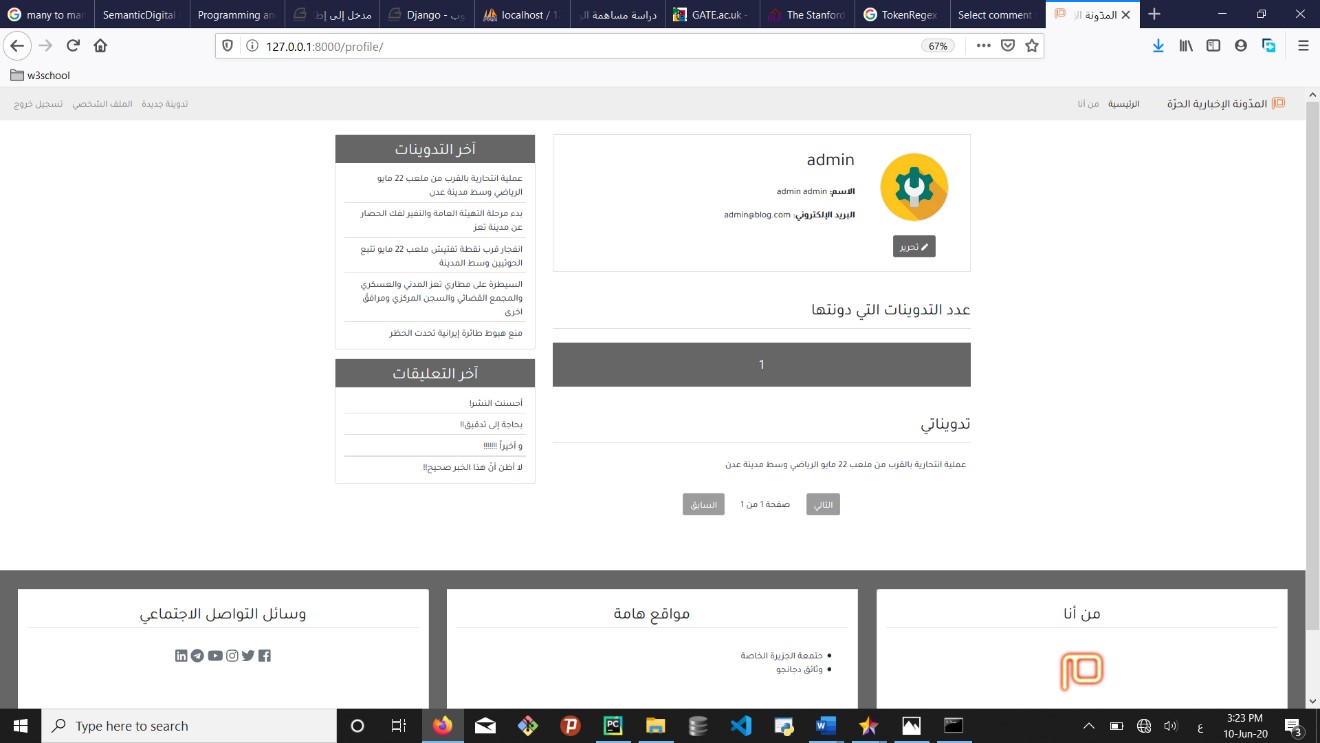 many to mar
SemanticDigital
Programming an
مدخل إلى إط
Django - وب
localhost / 1
دراسة مساهمة ال
GATE.ac.uk -
The Stanford
TokenRegex
Select comment
المدّونة الإ
127.0.0.1:8000/profile/
67%
w3school
المدّونة الإخبارية الحرّة
الرئيسية
من أنا
تدوينة جديدة
الملف الشخصي
تسجيل خروج
admin
الاسم: admin admin
البريد الإلكتروني: admin@blog.com
تحرير
عدد التدوينات التي دونتها
1
تدويناتي
عملية انتحارية بالقرب من ملعب 22 مايو الرياضي وسط مدينة عدن
التالي
صفحة 1 من 1
السابق
آخر التدوينات
عملية انتحارية بالقرب من ملعب 22 مايو
الرياضي وسط مدينة عدن
بدء مرحلة التهيئة العامة والنفير لفك الحصار
عن مدينة تعز
انفجار قرب نقطة تفتيش ملعب 22 مايو تتبع
الحوثيين وسط المدينة
السيطرة على مطاري تعز المدني والعسكري
والمجمع القضائي والسجن المركزي ومرافق
اخرى
منع هبوط طائرة إيرانية تحدت الحظر
آخر التعليقات
أحسنت النشر!
بحاجة إلى تدقيق!!
و أخيراً !!!!!!!
لا أظن أنّ هذا الخبر صحيح!!
من أنا
مواقع هامة
حتمعة الجزيرة الخاصة
وثائق دجانجو
وسائل التواصل الاجتماعي
Type here to search
ع
3:23 PM
10-Jun-20
3